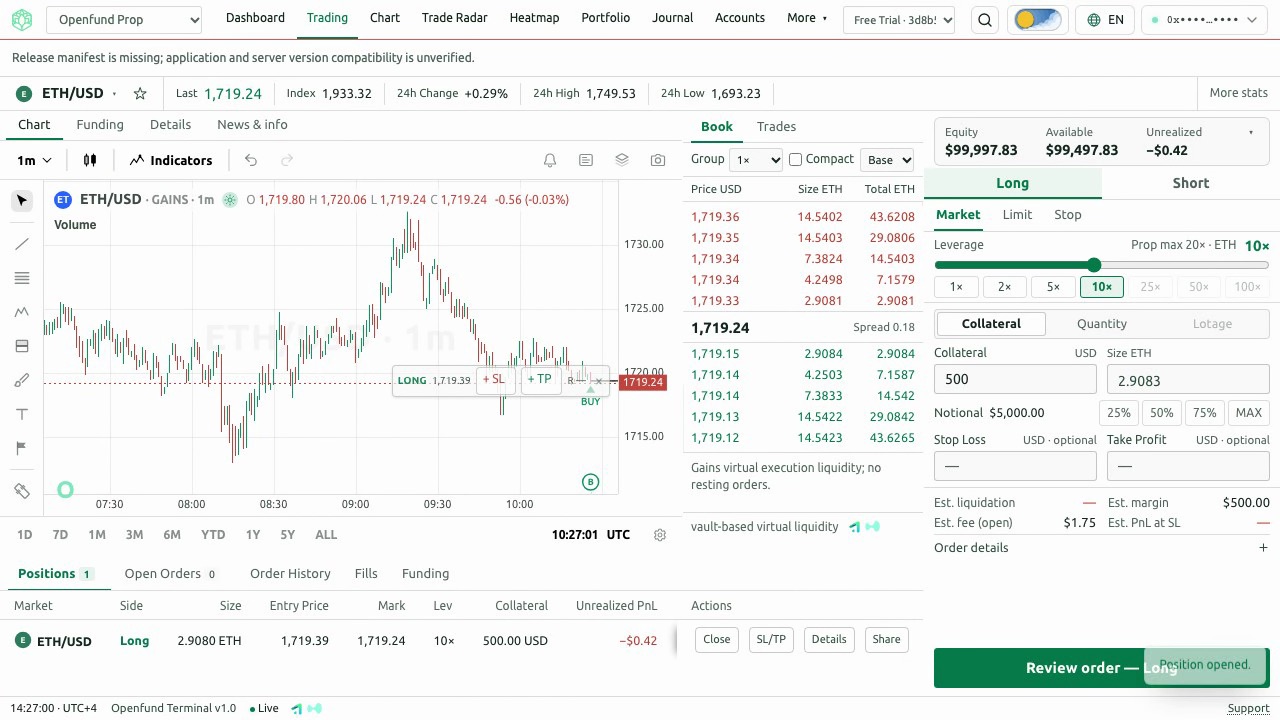 Openfund Prop
Dashboard
Trading
Chart
Trade Radar
Heatmap
Portfolio
Journal
Accounts
More
EN
0x••••…••••
Release manifest is missing; application and server version compatibility is unverified.
E ETH/USD
Last 1,719.24
Index 1,933.32
24h Change +0.29%
24h High 1,749.53
24h Low 1,693.23
More stats
Chart
Funding
Details
News & info
1m
Indicators
ET ETH/USD · GAINS · 1m
O 1,719.80 H 1,720.06 L 1,719.24 C 1,719.24 -0.56 (-0.03%)
Volume
1730.00
1725.00
1720.00
1719.24
1715.00
LONG 1,719.39 + SL + TP
BUY
B
07:30 08:00 08:30 09:00 09:30 10:00
1D 7D 1M 3M 6M YTD 1Y 5Y ALL
10:27:01 UTC
Book
Trades
Group 1× Compact Base
Price USD Size ETH Total ETH
1,719.36 14.5402 43.6208
1,719.35 14.5403 29.0806
1,719.34 7.3824 14.5403
1,719.34 4.2498 7.1579
1,719.33 2.9081 2.9081
1,719.24 Spread 0.18
1,719.15 2.9084 2.9084
1,719.14 4.2503 7.1587
1,719.14 7.3833 14.542
1,719.13 14.5422 29.0842
1,719.12 14.5423 43.6265
Gains virtual execution liquidity; no
resting orders.
vault-based virtual liquidity
Equity Available Unrealized
$99,997.83 $99,497.83 −$0.42
Long
Short
Market Limit Stop
Leverage Prop max 20× · ETH 10×
1× 2× 5× 10× 25× 50× 100×
Collateral Quantity Lotage
Collateral USD Size ETH
500 2.9083
Notional $5,000.00 25% 50% 75% MAX
Stop Loss USD · optional Take Profit USD · optional
— —
Est. liquidation — Est. margin $500.00
Est. fee (open) $1.75 Est. PnL at SL —
Order details +
Review order — Long
Position opened.
Positions 1
Open Orders 0
Order History
Fills
Funding
Market Side Size Entry Price Mark Lev Collateral Unrealized PnL Actions
E ETH/USD Long 2.9080 ETH 1,719.39 1,719.24 10× 500.00 USD −$0.42 Close SL/TP Details Share
14:27:00 · UTC+4 Openfund Terminal v1.0 Live
Support